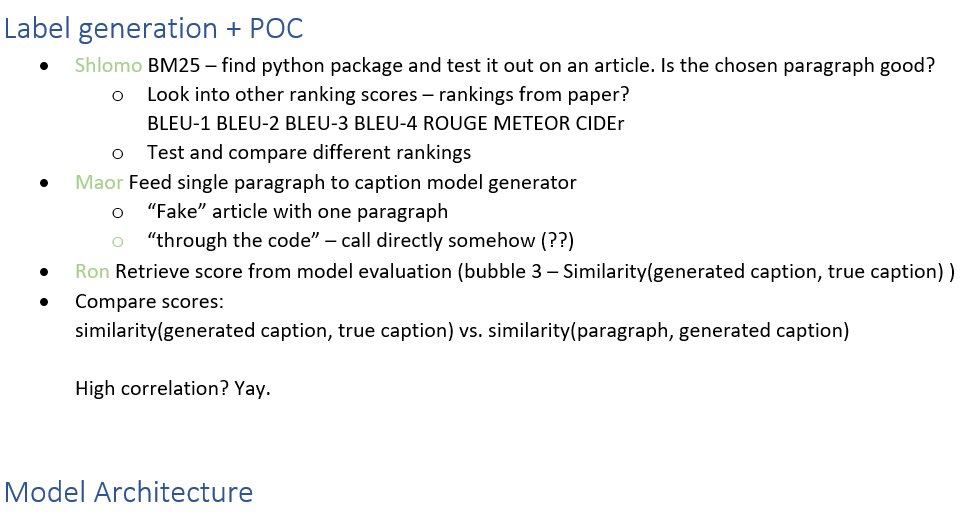 Label generation + POC
• Shlomo BM25 – find python package and test it out on an article. Is the chosen paragraph good?
o Look into other ranking scores – rankings from paper?
BLEU-1 BLEU-2 BLEU-3 BLEU-4 ROUGE METEOR CIDEr
o Test and compare different rankings
• Maor Feed single paragraph to caption model generator
o “Fake” article with one paragraph
o “through the code” – call directly somehow (??)
• Ron Retrieve score from model evaluation (bubble 3 – Similarity(generated caption, true caption) )
• Compare scores:
similarity(generated caption, true caption) vs. similarity(paragraph, generated caption)
High correlation? Yay.
Model Architecture